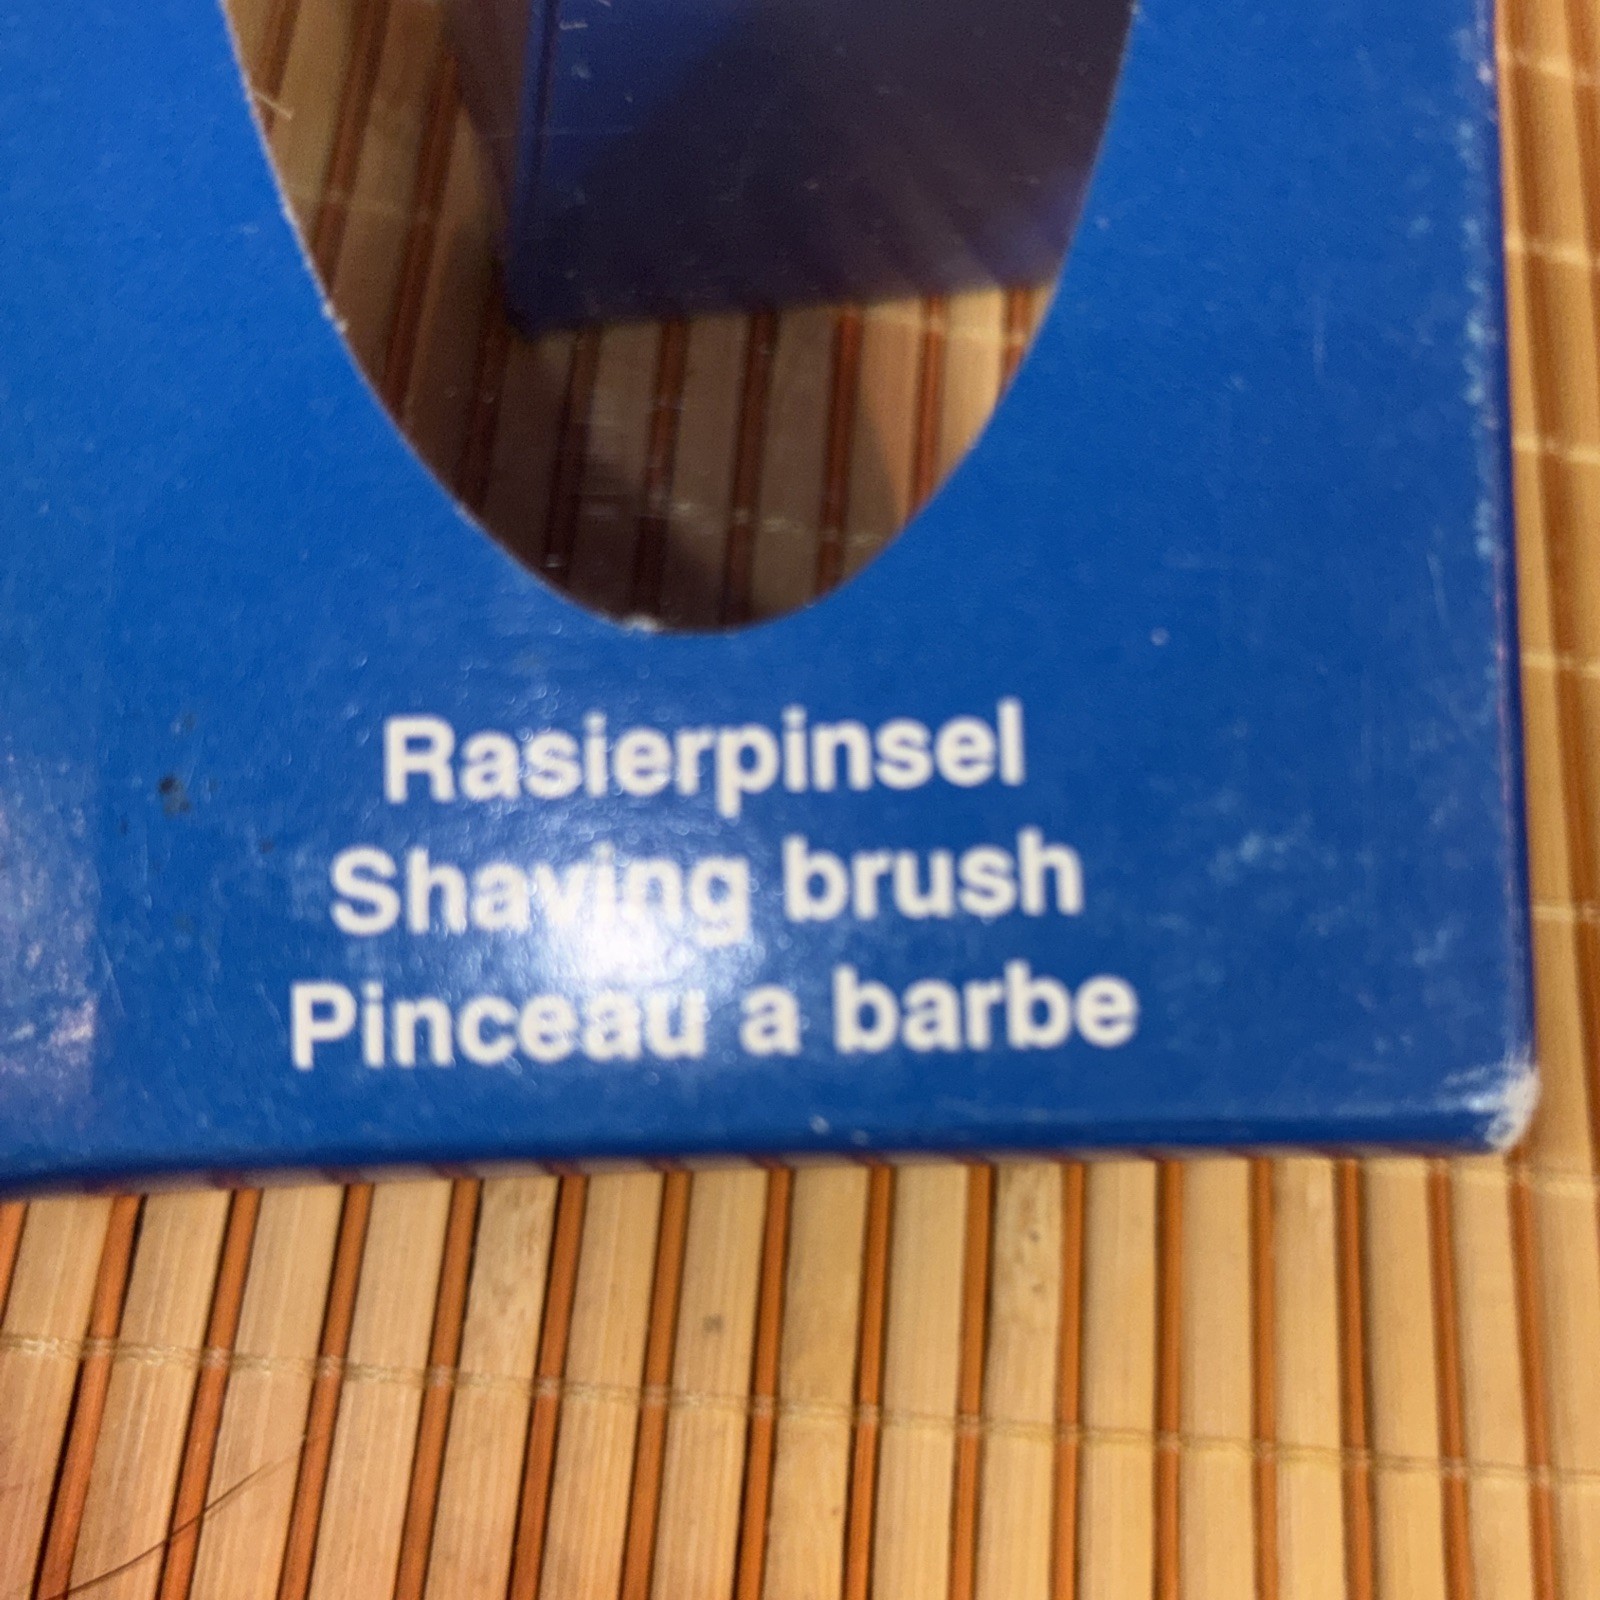 Rasierpinsel
Shaving brush
Pinceau a barbe